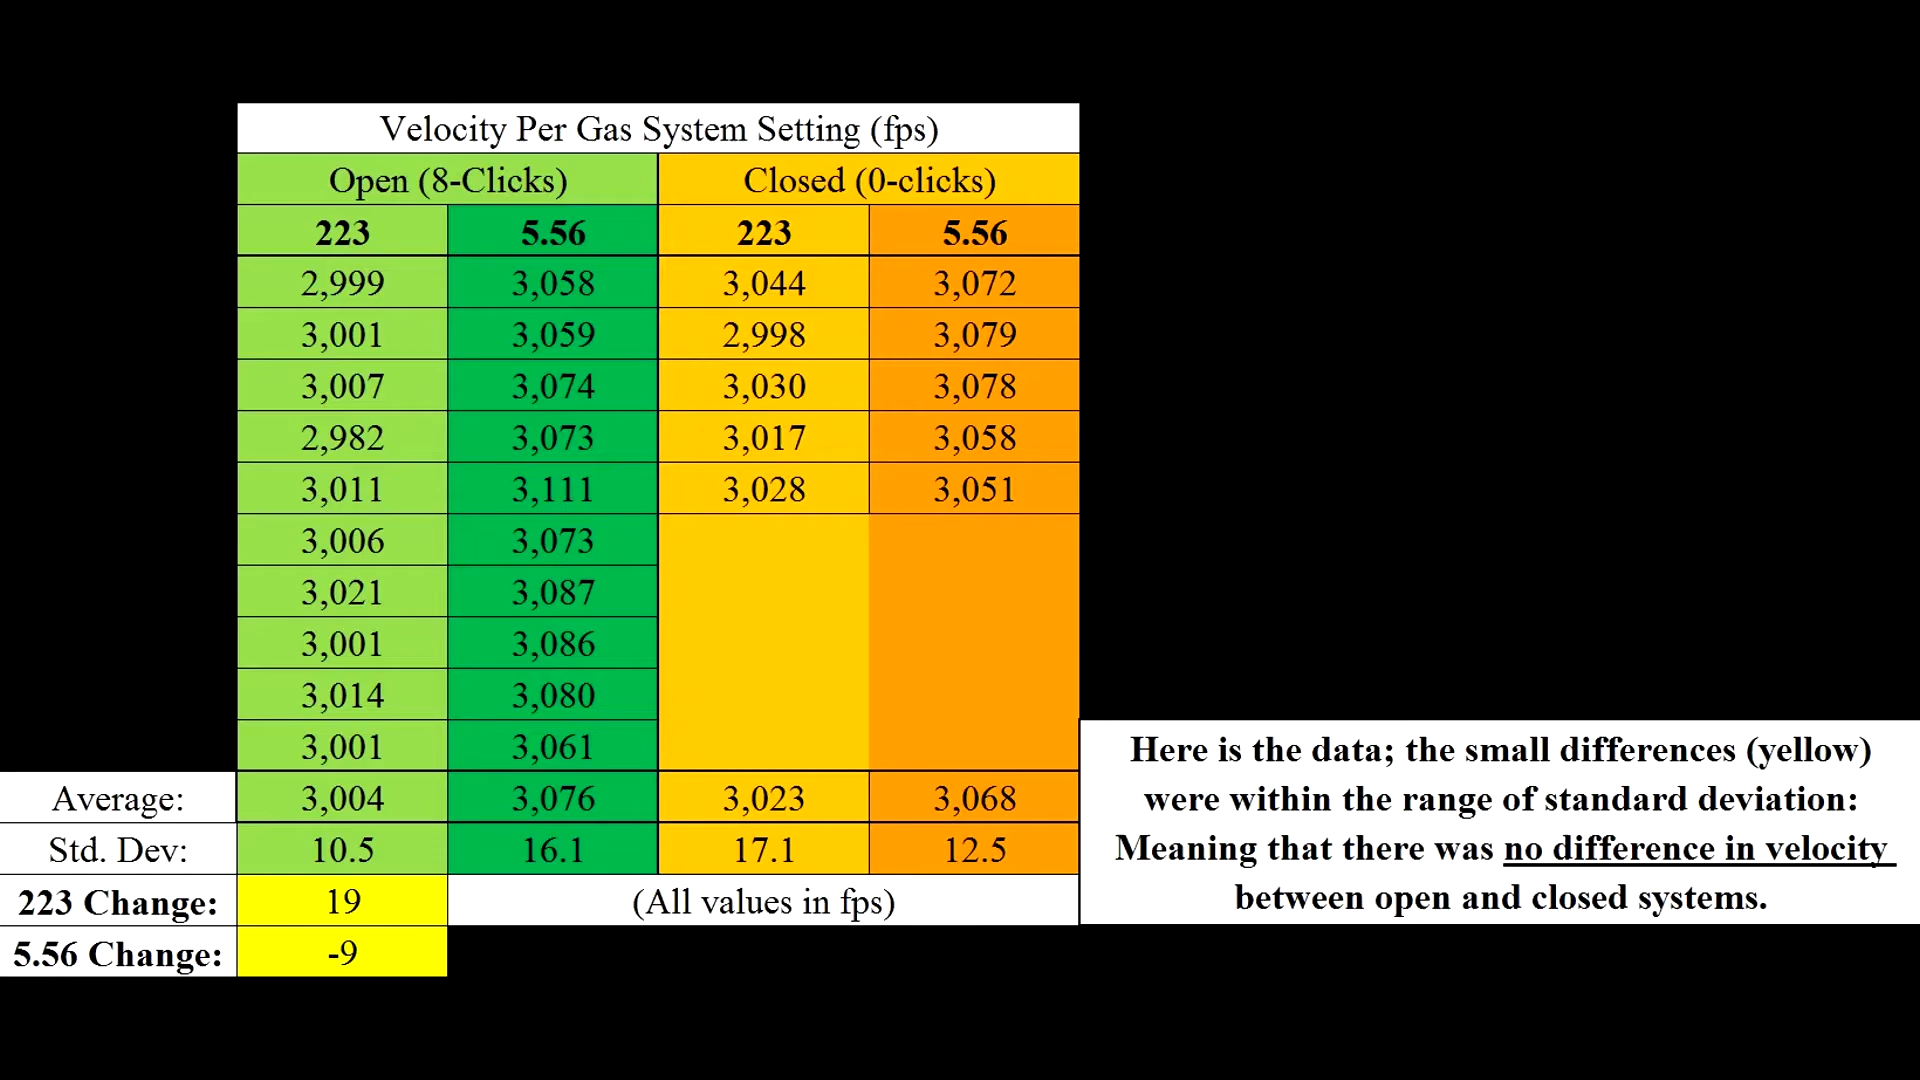 Velocity Per Gas System Setting (fps)
Open (8-Clicks) Closed (0-clicks)
223 5.56 223 5.56
2,999 3,058 3,044 3,072
3,001 3,059 2,998 3,079
3,007 3,074 3,030 3,078
2,982 3,073 3,017 3,058
3,011 3,111 3,028 3,051
3,006 3,073
3,021 3,087
3,001 3,086
3,014 3,080
3,001 3,061
Average: 3,004 3,076 3,023 3,068
Std. Dev: 10.5 16.1 17.1 12.5
223 Change: 19 (All values in fps)
5.56 Change: -9
Here is the data; the small differences (yellow)
were within the range of standard deviation:
Meaning that there was no difference in velocity
between open and closed systems.